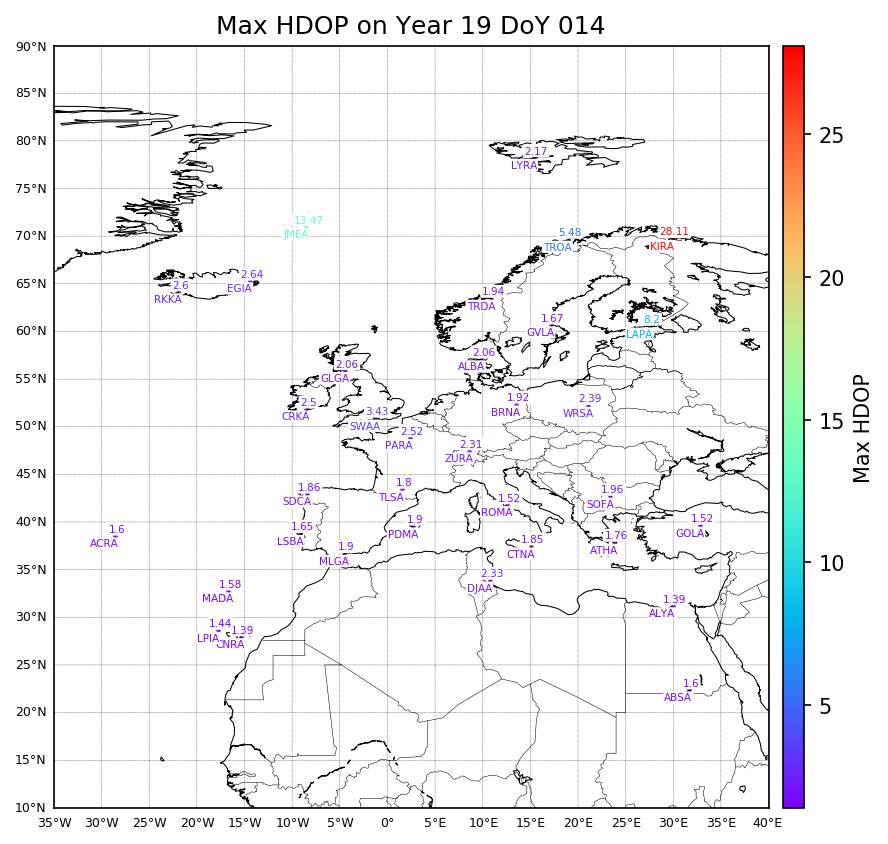 Max HDOP on Year 19 DoY 014
90°N
85°N
80°N
75°N
70°N
65°N
60°N
55°N
50°N
45°N
40°N
35°N
30°N
25°N
20°N
15°N
10°N
2.17
LYRA
13.47
JMEA
5.48
TROA
28.11
KIRA
2.6
RKKA
2.64
EGIA
1.94
TRDA
1.67
GVLA
8.2
LAPA
2.06
GLGA
2.06
ALBA
2.5
CRKA
3.43
SWAA
1.92
BRNA
2.39
WRSA
2.52
PARA
2.31
ZURA
1.86
SDCA
1.8
TLSA
1.52
ROMA
1.96
SOFA
1.6
ACRA
1.65
LSBA
1.9
PDMA
1.9
MLGA
1.85
CTNA
1.76
ATHA
1.52
GOLA
1.58
MADA
2.33
DJAA
1.39
ALYA
1.44
LPIA
1.39
CNRA
1.6
ABSA
35°W 30°W 25°W 20°W 15°W 10°W 5°W 0° 5°E 10°E 15°E 20°E 25°E 30°E 35°E 40°E
25
20
15
10
5
Max HDOP